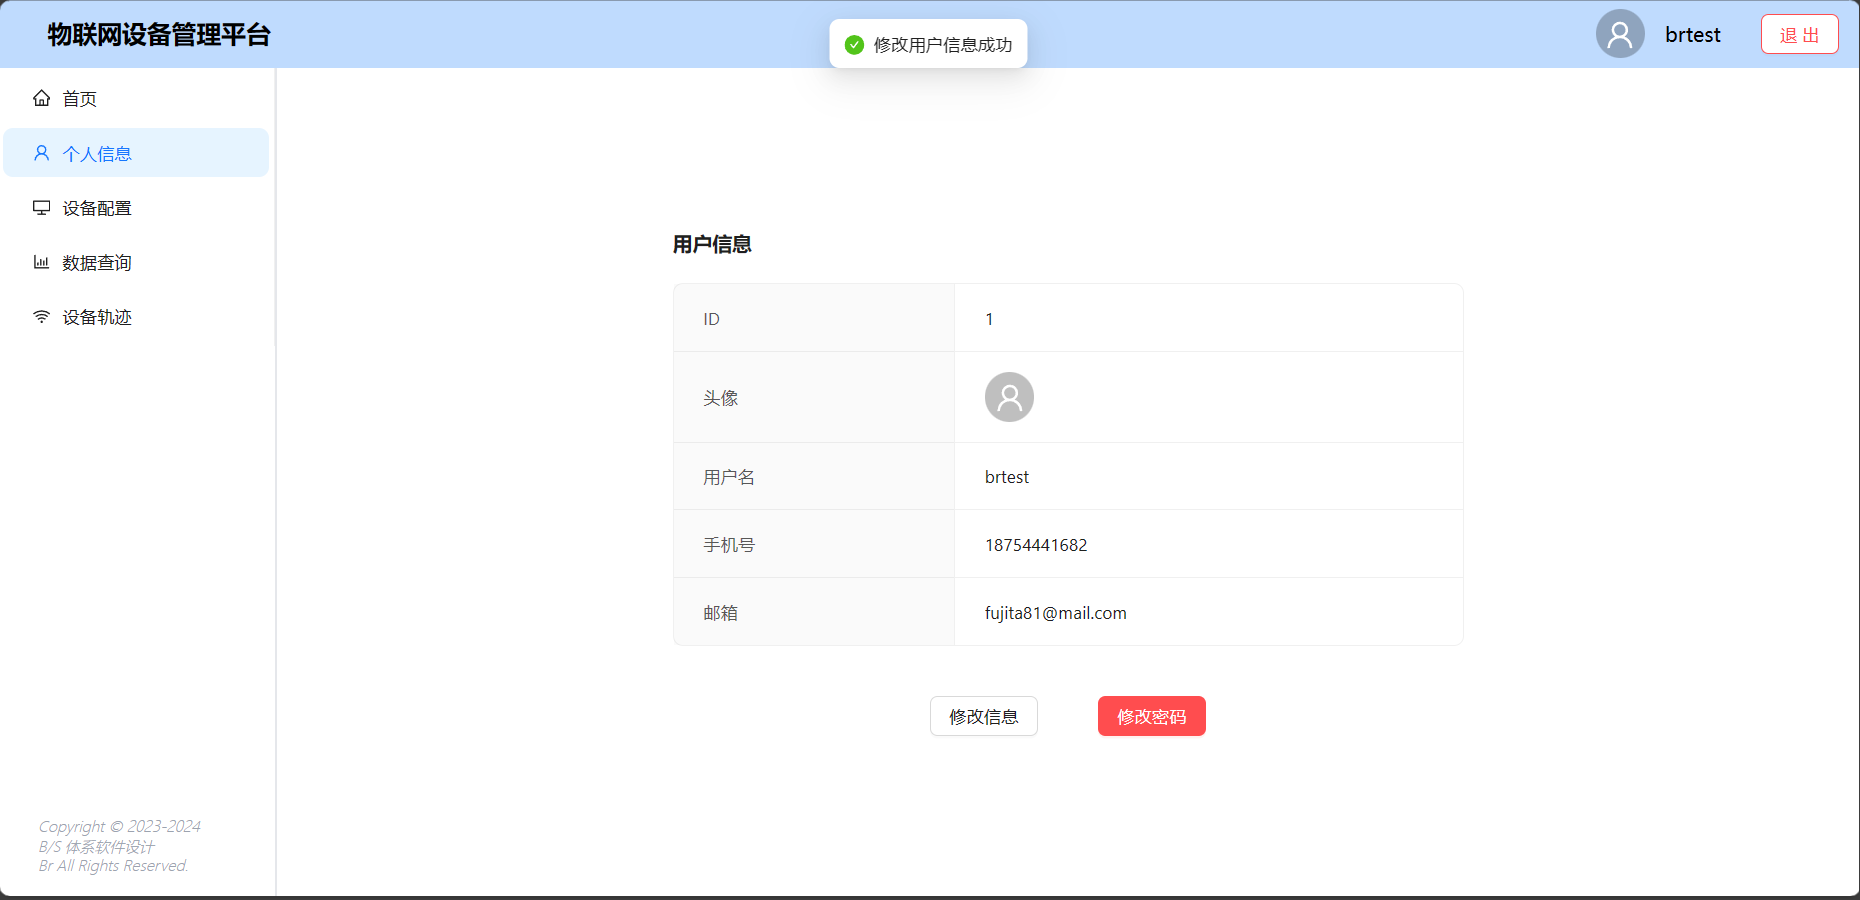 物联网设备管理平台
修改用户信息成功
brtest
退 出
首页
个人信息
设备配置
数据查询
设备轨迹
用户信息
ID
1
头像
用户名
brtest
手机号
18754441682
邮箱
fujita81@mail.com
修改信息
修改密码
Copyright © 2023-2024
B/S 体系软件设计
Br All Rights Reserved.